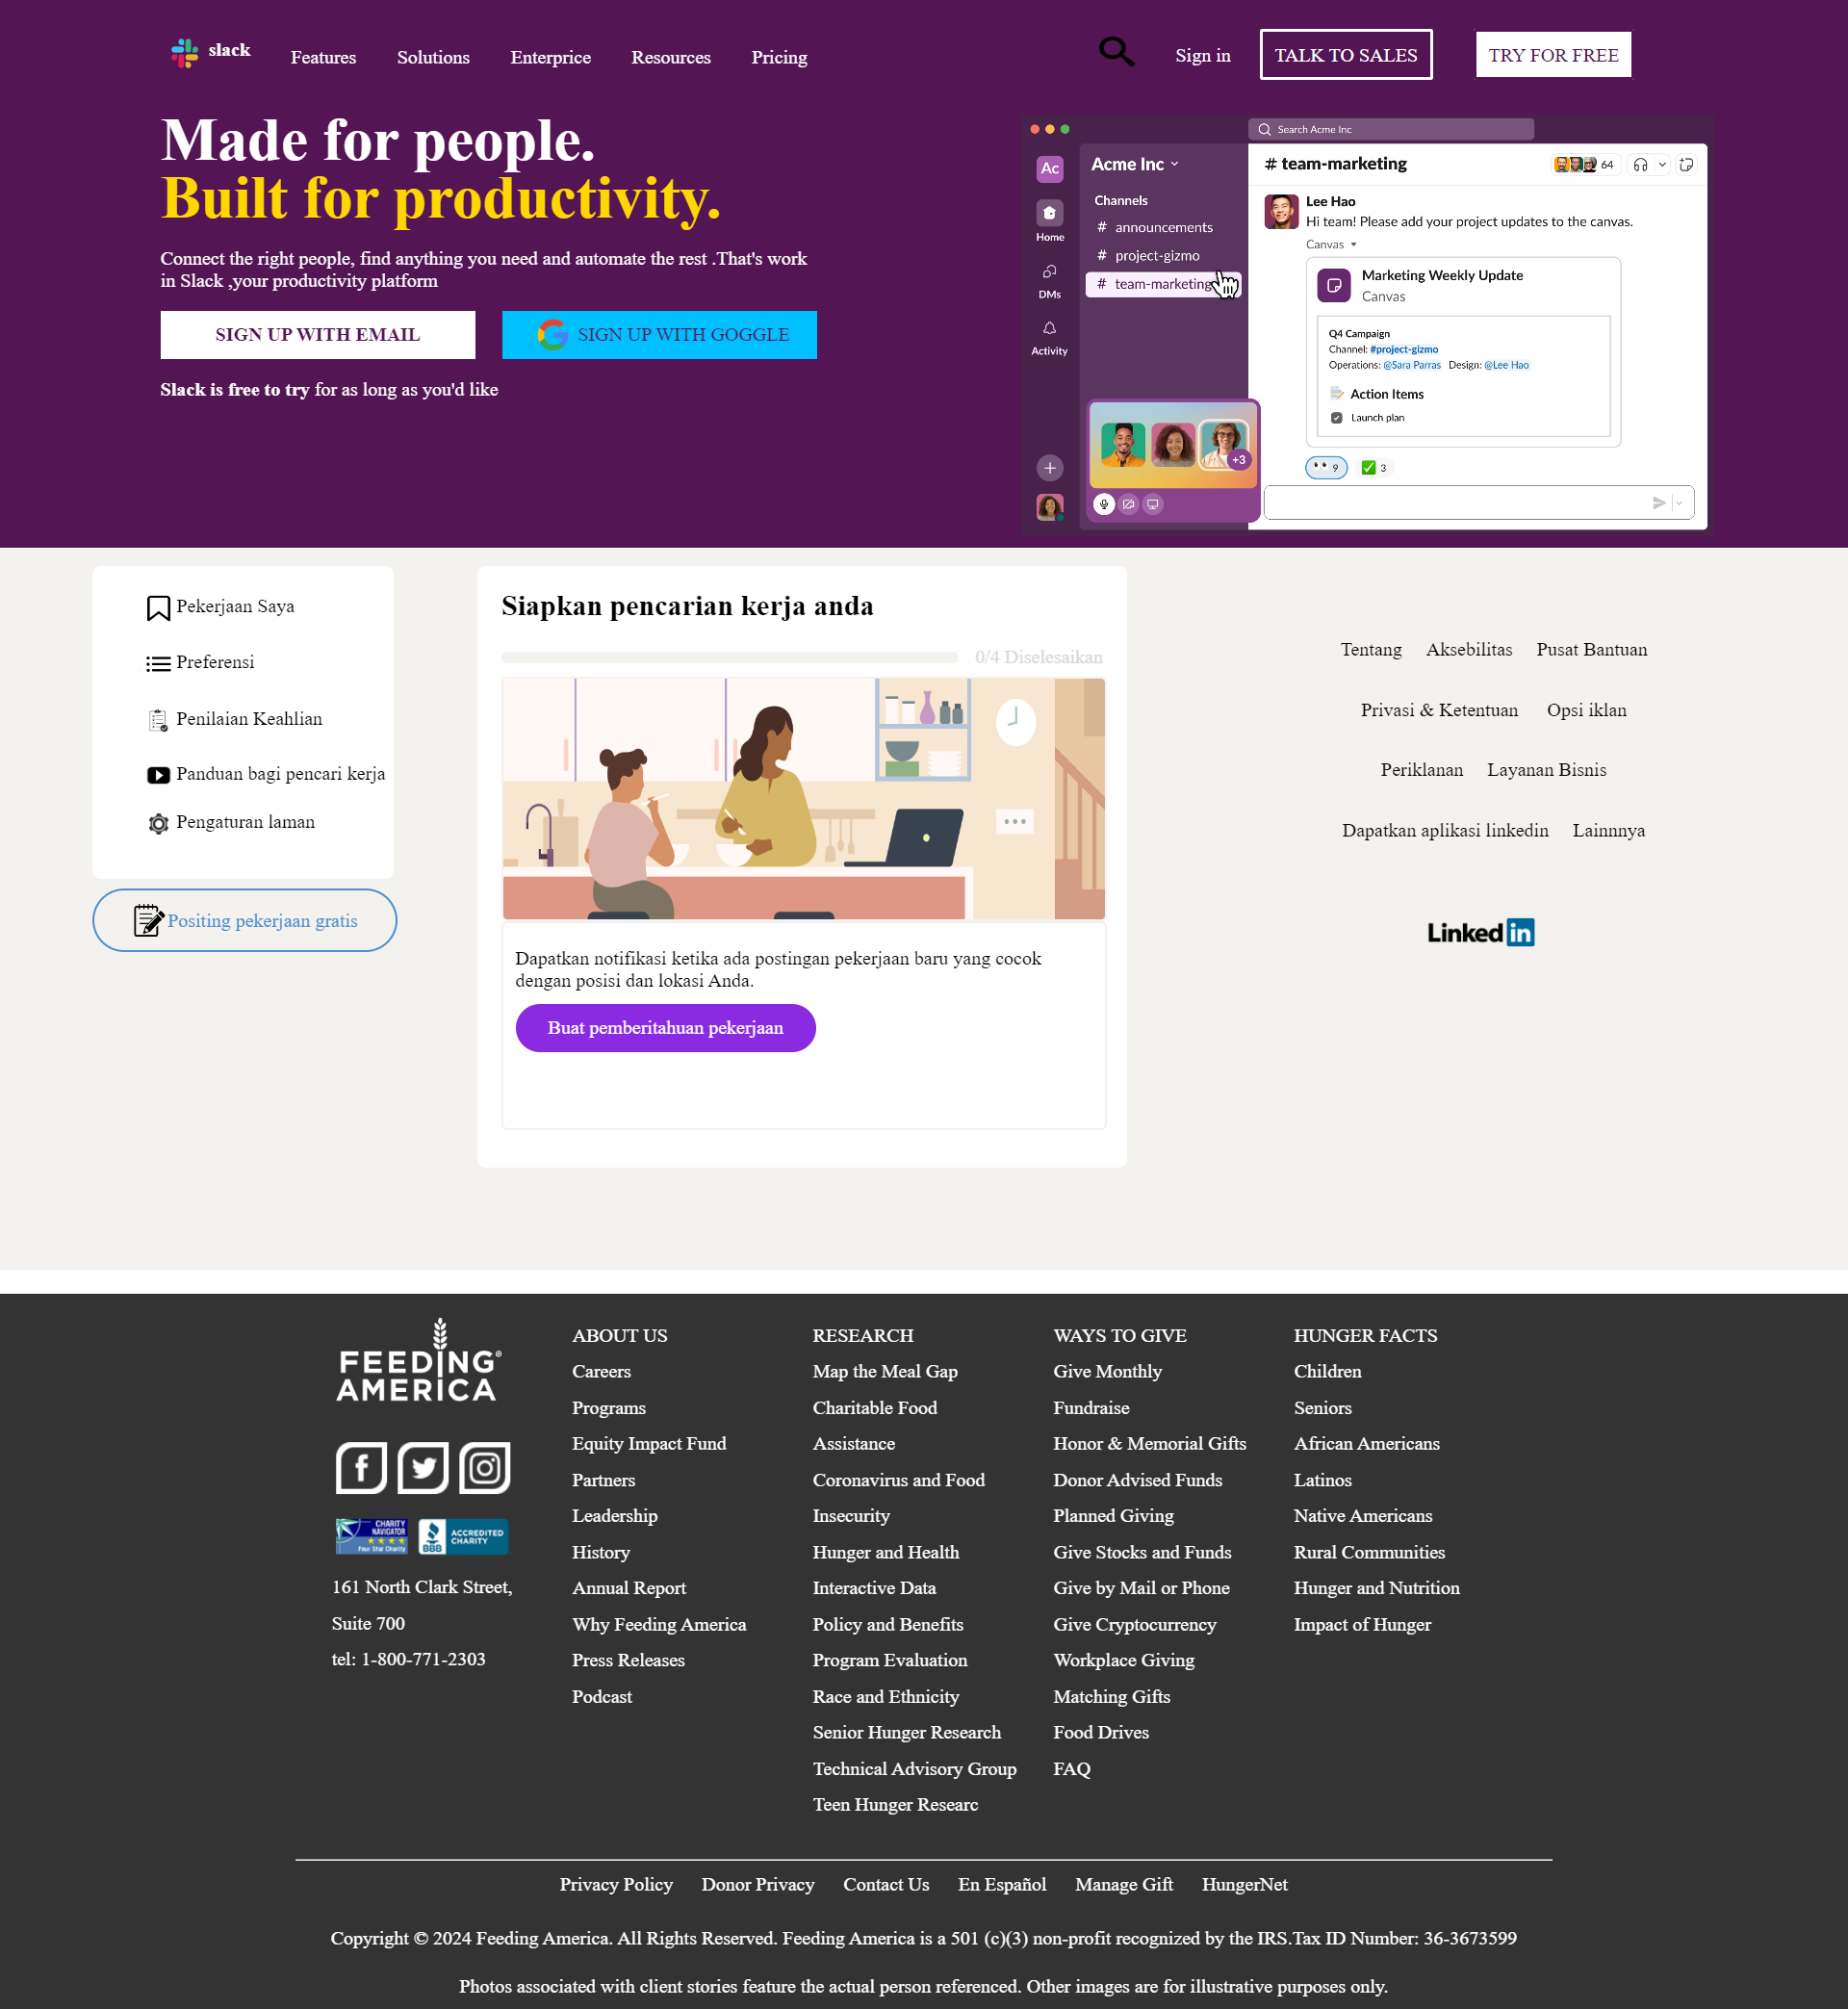 slack
Features Solutions Enterprice Resources Pricing
Sign in TALK TO SALES TRY FOR FREE
Made for people.
Built for productivity.
Connect the right people, find anything you need and automate the rest .That's work
in Slack ,your productivity platform
SIGN UP WITH EMAIL SIGN UP WITH GOGGLE
Slack is free to try for as long as you'd like
Search Acme Inc
Ac
Home
DMs
Activity
Acme Inc
Channels
# announcements
# project-gizmo
# team-marketing
+3
# team-marketing 64
Lee Hao
Hi team! Please add your project updates to the canvas.
Canvas
Marketing Weekly Update
Canvas
Q4 Campaign
Channel: #project-gizmo
Operations: @Sara Parras Design: @Lee Hao
Action Items
Launch plan
9 3
Pekerjaan Saya
Preferensi
Penilaian Keahlian
Panduan bagi pencari kerja
Pengaturan laman
Positing pekerjaan gratis
Siapkan pencarian kerja anda
0/4 Diselesaikan
Dapatkan notifikasi ketika ada postingan pekerjaan baru yang cocok
dengan posisi dan lokasi Anda.
Buat pemberitahuan pekerjaan
Tentang Aksebilitas Pusat Bantuan
Privasi & Ketentuan Opsi iklan
Periklanan Layanan Bisnis
Dapatkan aplikasi linkedin Lainnnya
Linked in
FEEDING®
AMERICA
CHARITY
NAVIGATOR
Four Star Charity
BBB
ACCREDITED
CHARITY
161 North Clark Street,
Suite 700
tel: 1-800-771-2303
ABOUT US
Careers
Programs
Equity Impact Fund
Partners
Leadership
History
Annual Report
Why Feeding America
Press Releases
Podcast
RESEARCH
Map the Meal Gap
Charitable Food
Assistance
Coronavirus and Food
Insecurity
Hunger and Health
Interactive Data
Policy and Benefits
Program Evaluation
Race and Ethnicity
Senior Hunger Research
Technical Advisory Group
Teen Hunger Researc
WAYS TO GIVE
Give Monthly
Fundraise
Honor & Memorial Gifts
Donor Advised Funds
Planned Giving
Give Stocks and Funds
Give by Mail or Phone
Give Cryptocurrency
Workplace Giving
Matching Gifts
Food Drives
FAQ
HUNGER FACTS
Children
Seniors
African Americans
Latinos
Native Americans
Rural Communities
Hunger and Nutrition
Impact of Hunger
Privacy Policy Donor Privacy Contact Us En Español Manage Gift HungerNet
Copyright © 2024 Feeding America. All Rights Reserved. Feeding America is a 501 (c)(3) non-profit recognized by the IRS.Tax ID Number: 36-3673599
Photos associated with client stories feature the actual person referenced. Other images are for illustrative purposes only.